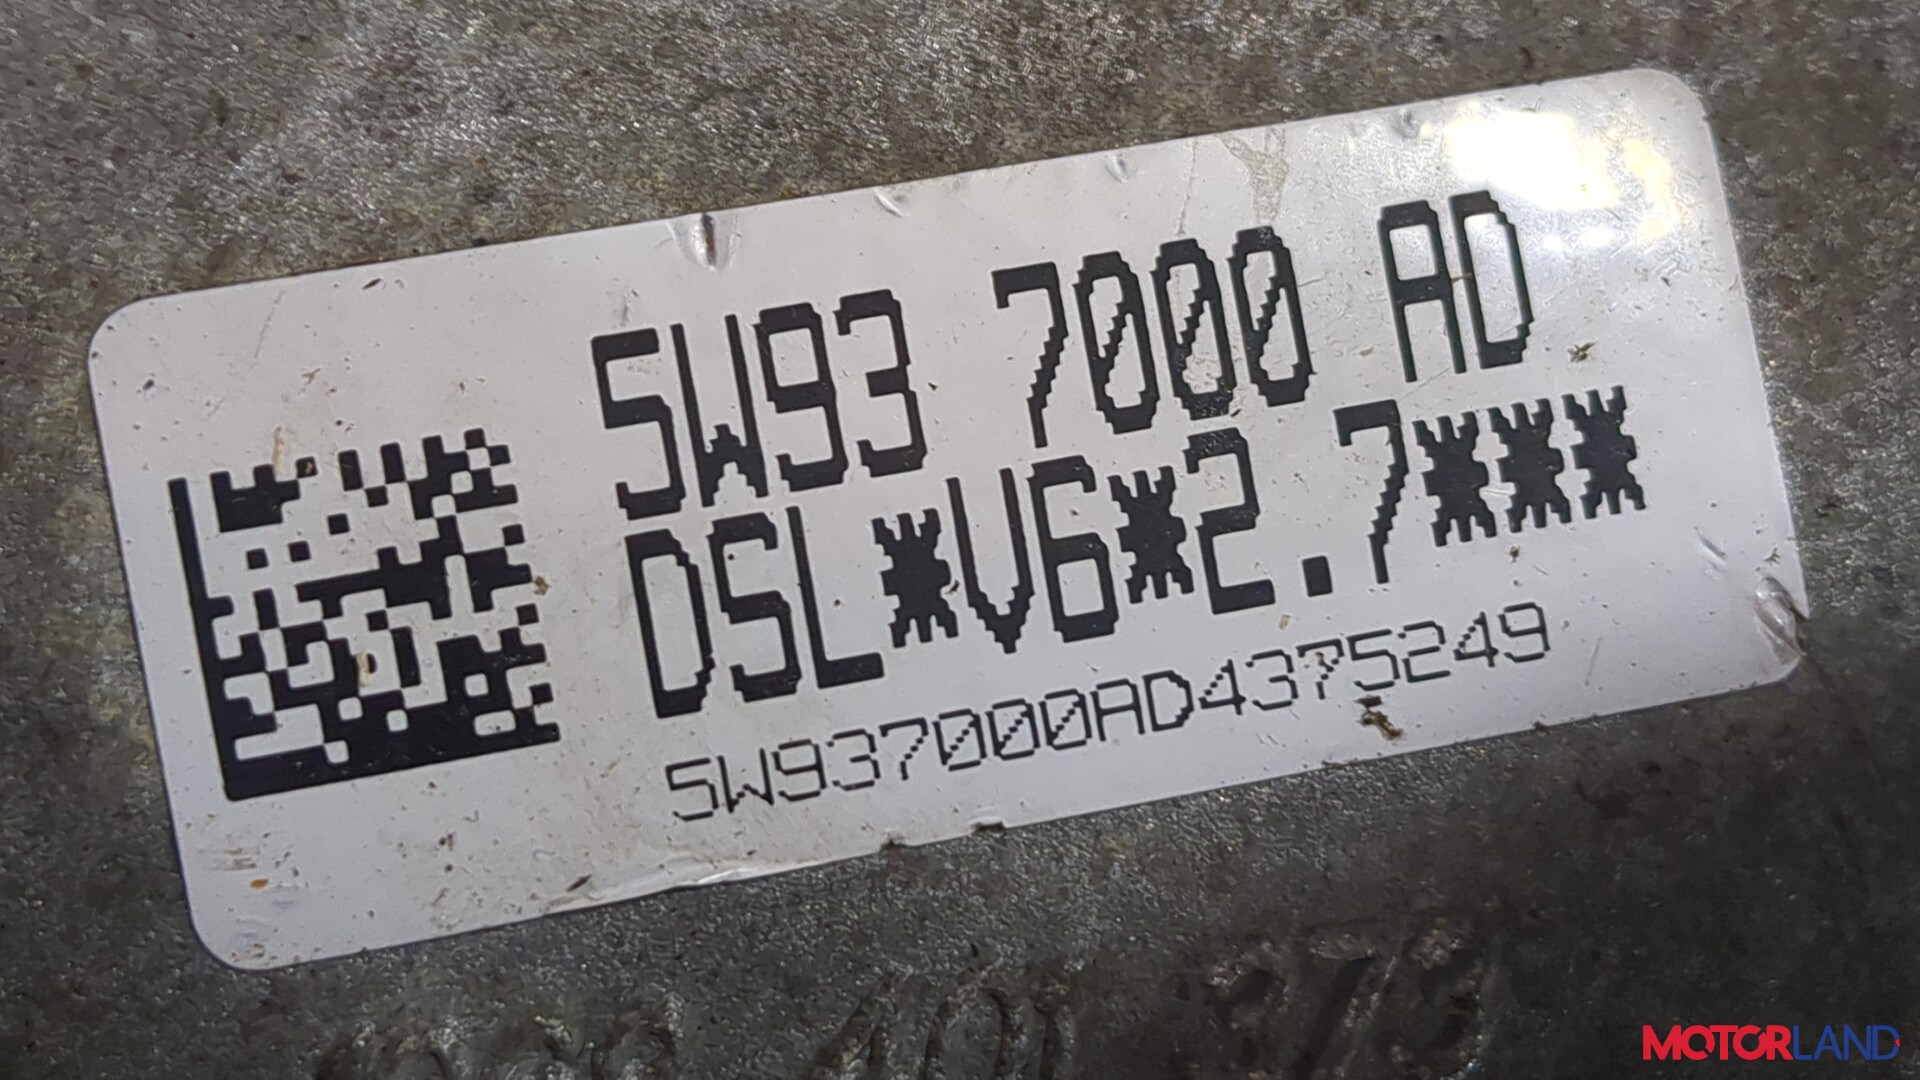 5W93 7000 AD
DSL*V6*2.7***
5W937000AD4375249
MOTORLAND